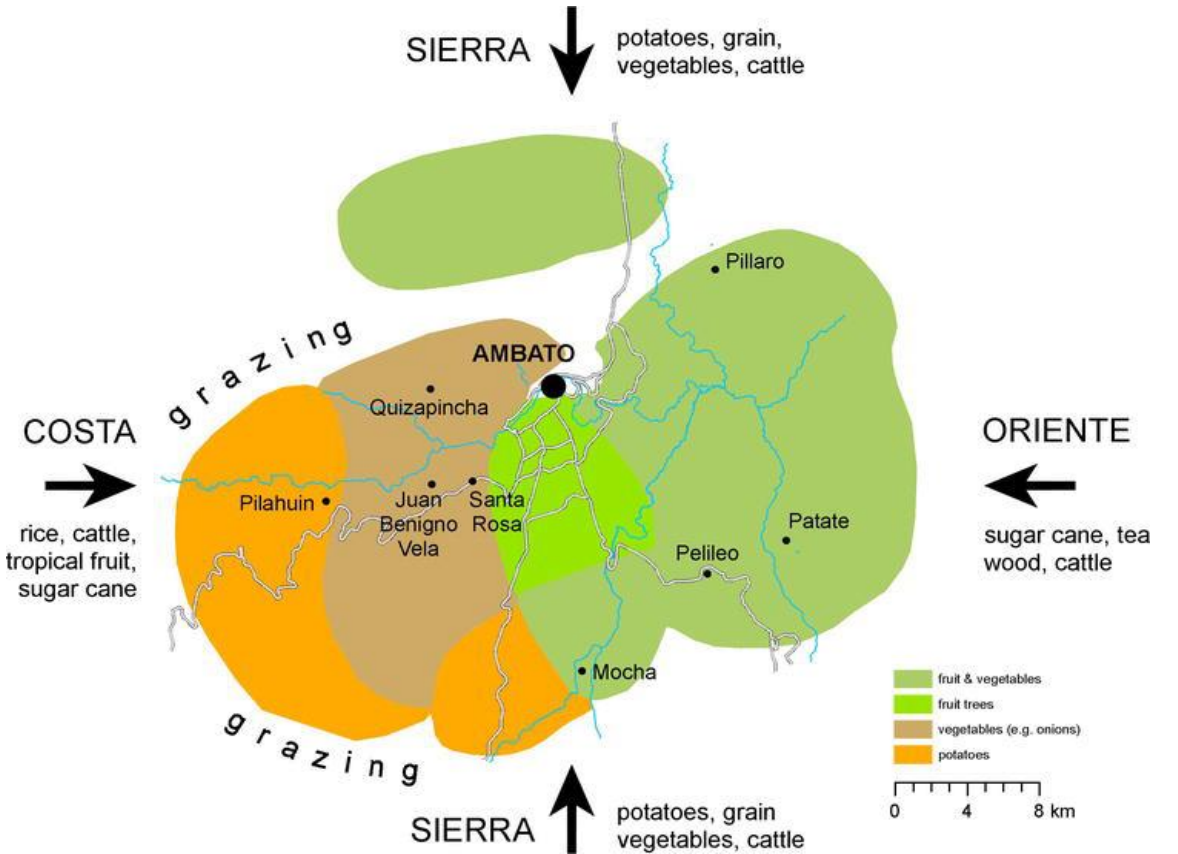 SIERRA
potatoes, grain,
vegetables, cattle
Pillaro
grazing
AMBATO
Quizapincha
COSTA
rice, cattle,
tropical fruit,
sugar cane
ORIENTE
sugar cane, tea
wood, cattle
Pilahuin
Juan
Benigno
Vela
Santa
Rosa
Patate
Pelileo
Mocha
grazing
fruit & vegetables
fruit trees
vegetables (e.g. onions)
potatoes
0 4 8 km
SIERRA
potatoes, grain
vegetables, cattle